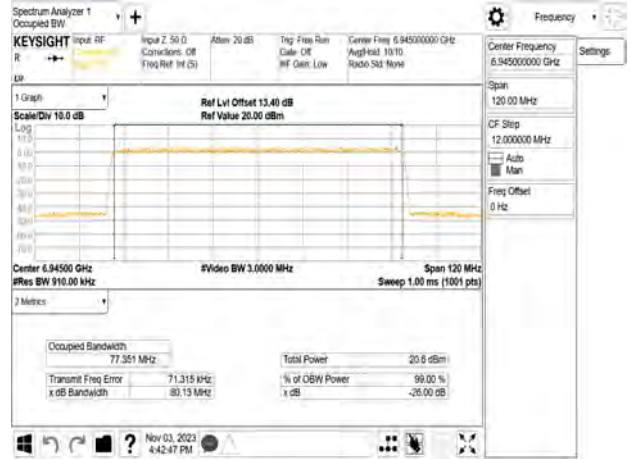 Spectrum Analyzer 1
Occupied BW
Frequency
KEYSIGHT Input: RF
R
Input Z: 50 Ω
Corrections: Off
Freq Ref: Int (S)
Atten: 20 dB
Trig: Free Run
Gate: Off
#IF Gain: Low
Center Freq: 6.945000000 GHz
Avg|Hold: 10/10
Radio Std: None
Center Frequency
6.945000000 GHz
Settings
Span
120.00 MHz
CF Step
12.000000 MHz
Auto
Man
Freq Offset
0 Hz
1 Graph
Scale/Div 10.0 dB
Ref Lvl Offset 13.40 dB
Ref Value 20.00 dBm
Log
Center 6.94500 GHz
#Res BW 910.00 kHz
#Video BW 3.0000 MHz
Span 120 MHz
Sweep 1.00 ms (1001 pts)
2 Metrics
Occupied Bandwidth
77.351 MHz
Total Power 20.6 dBm
Transmit Freq Error 71.315 kHz
% of OBW Power 99.00 %
x dB Bandwidth 80.13 MHz
x dB -26.00 dB
Nov 03, 2023
4:42:47 PM